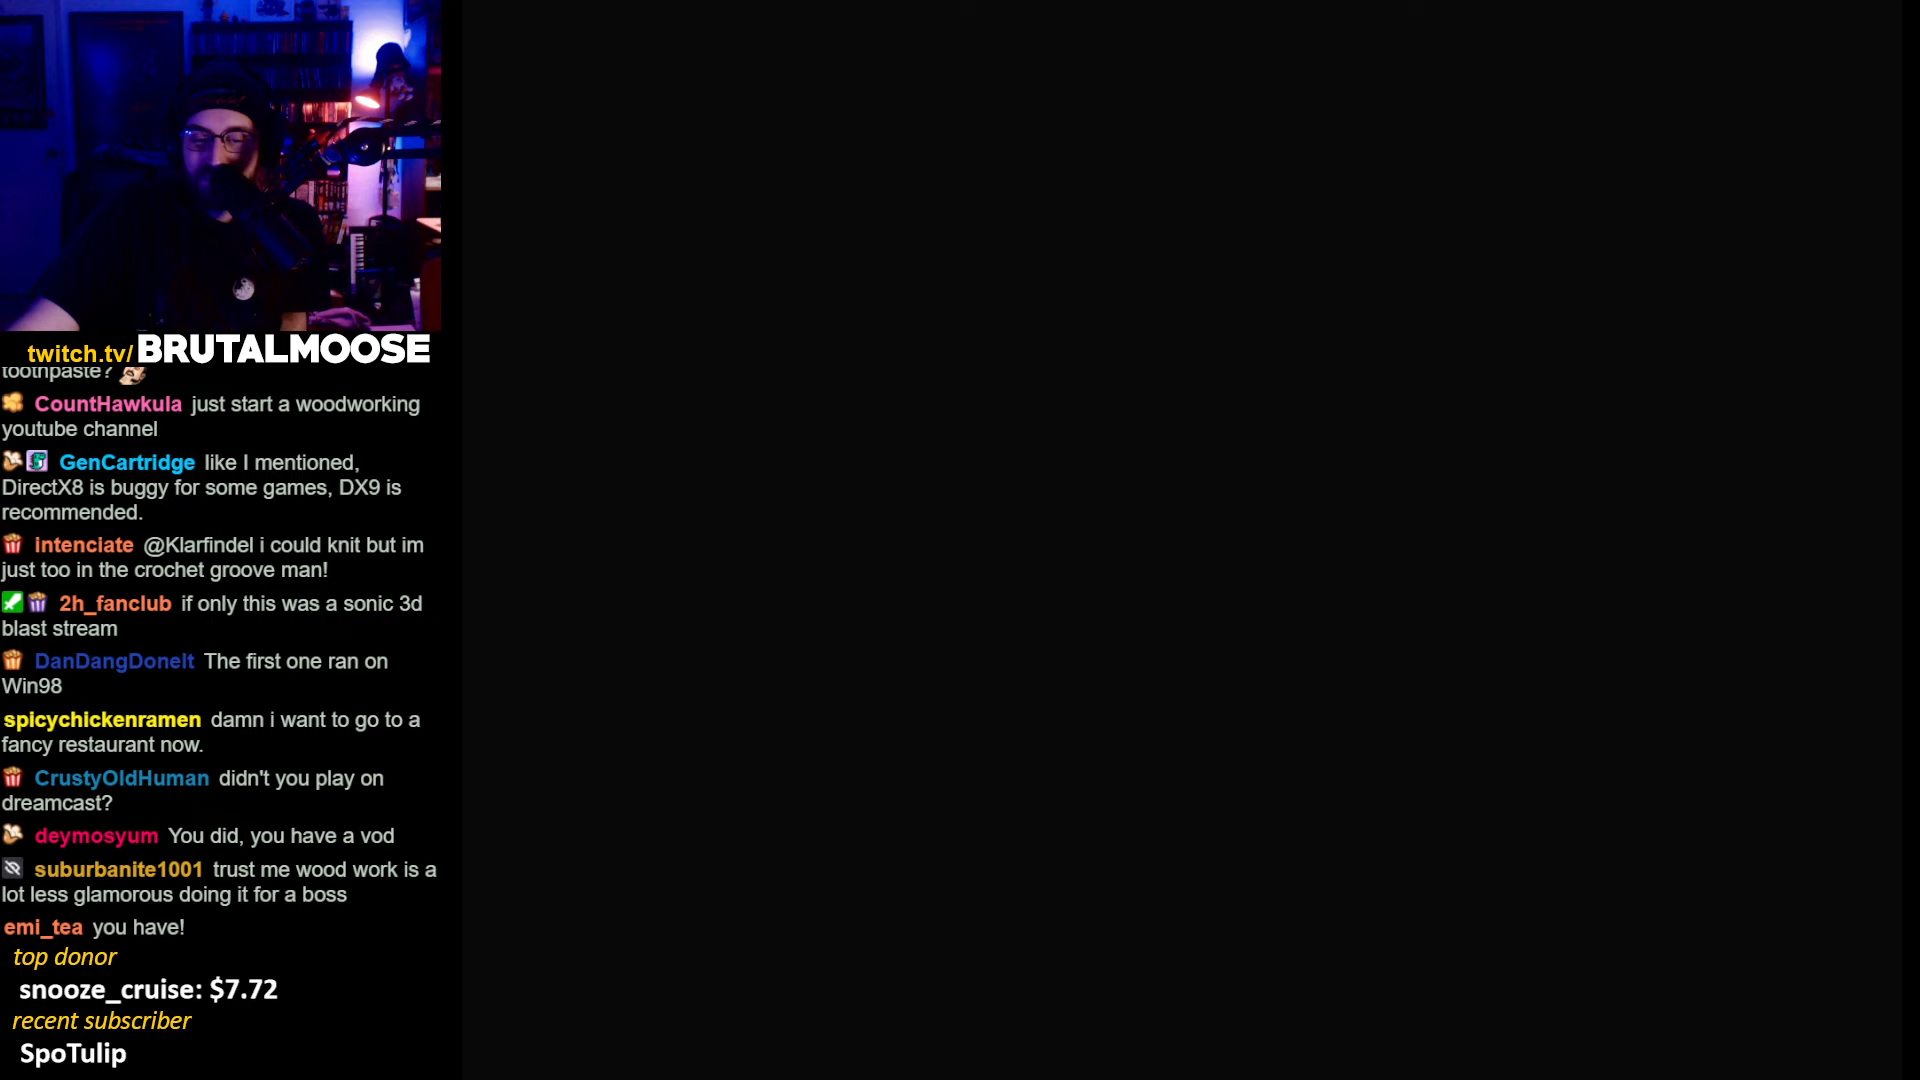 twitch.tv/BRUTALMOOSE
toothpaste?
CountHawkula just start a woodworking
youtube channel
GenCartridge like I mentioned,
DirectX8 is buggy for some games, DX9 is
recommended.
intenciate @Klarfindel i could knit but im
just too in the crochet groove man!
2h_fanclub if only this was a sonic 3d
blast stream
DanDangDoneIt The first one ran on
Win98
spicychickenramen damn i want to go to a
fancy restaurant now.
CrustyOldHuman didn't you play on
dreamcast?
deymosyum You did, you have a vod
suburbanite1001 trust me wood work is a
lot less glamorous doing it for a boss
emi_tea you have!
top donor
snooze_cruise: $7.72
recent subscriber
SpoTulip